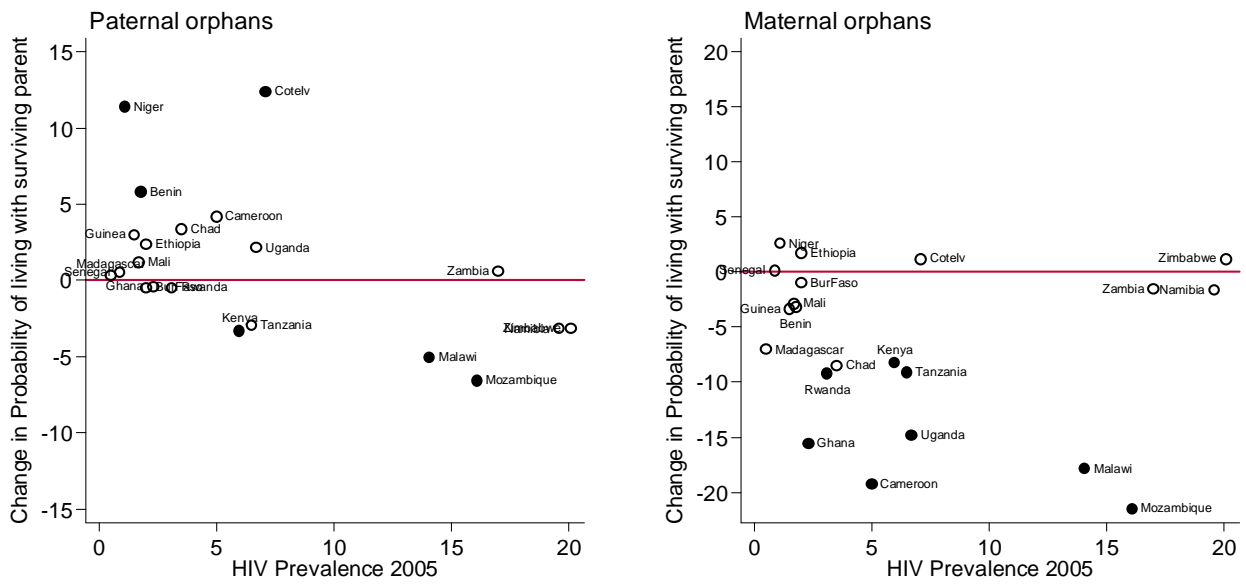 Paternal orphans
Change in Probability of living with surviving parent
15
10
5
0
-5
-10
-15
Cotelv
Niger
Benin
Cameroon
Guinea
Chad
Ethiopia
Uganda
Mali
Madagascar
Senegal
Zambia
Ghana
BurFaso
Rwanda
Kenya
Tanzania
Zimbabwe
Namibia
Malawi
Mozambique
0 5 10 15 20
HIV Prevalence 2005
Maternal orphans
Change in Probability of living with surviving parent
20
15
10
5
0
-5
-10
-15
-20
Niger
Ethiopia
Cotelv
Zimbabwe
Senegal
BurFaso
Zambia
Namibia
Mali
Guinea
Benin
Madagascar
Kenya
Chad
Tanzania
Rwanda
Ghana
Uganda
Malawi
Cameroon
Mozambique
0 5 10 15 20
HIV Prevalence 2005